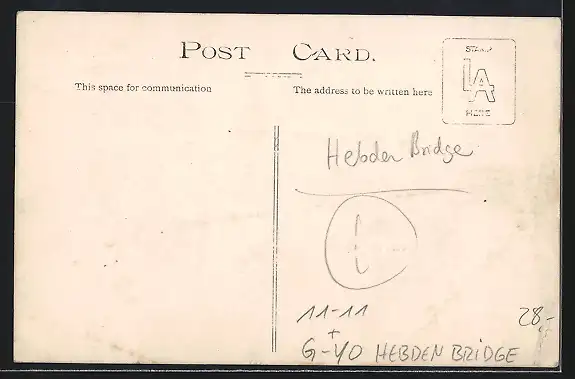 POST CARD.
This space for communication
The address to be written here
STAMP
LA
HERE
Hebden Bridge
11-11
+
G-YO HEBDEN BRIDGE
28-